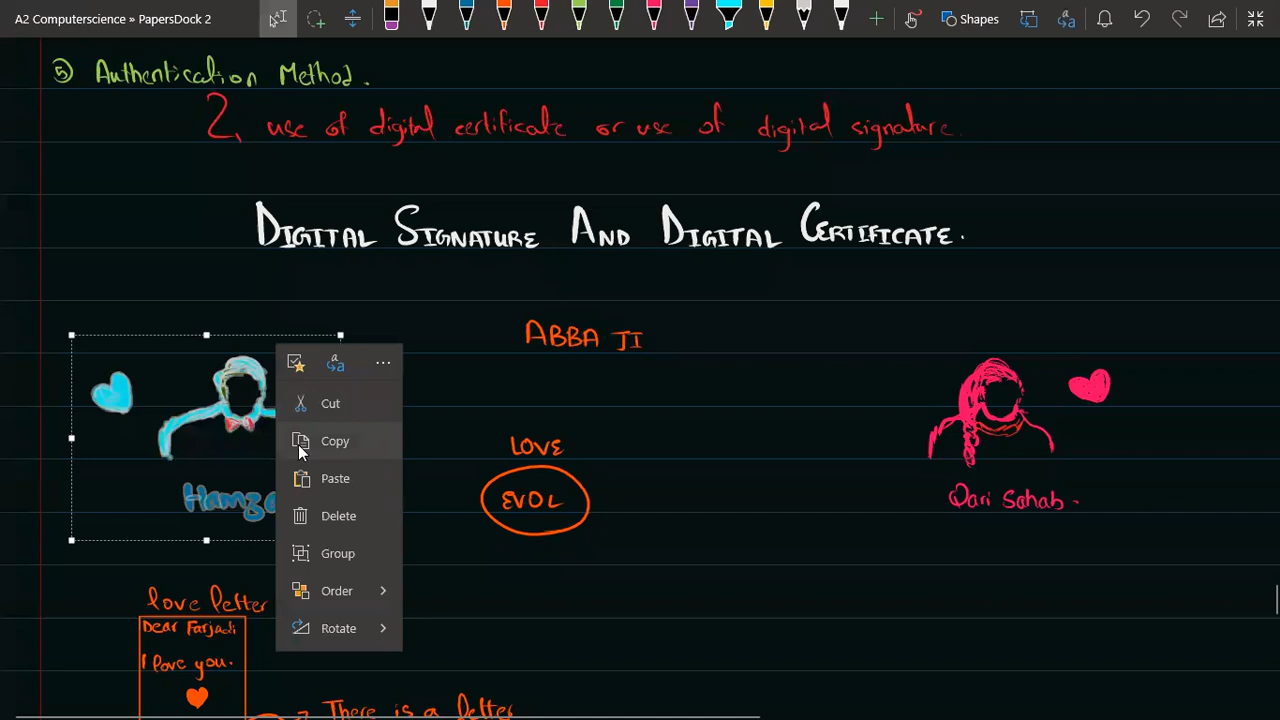 A2 Computerscience » PapersDock 2
Shapes
5 Authentication Method.
2, use of digital certificate or use of digital signature.
DIGITAL SIGNATURE AND DIGITAL CERTIFICATE.
ABBA JI
Cut
Copy
Paste
Delete
Group
Order
Rotate
LOVE
EVOL
Hamza
Qari Sahab.
love letter
Dear Farjadi
I love you.
There is a letter